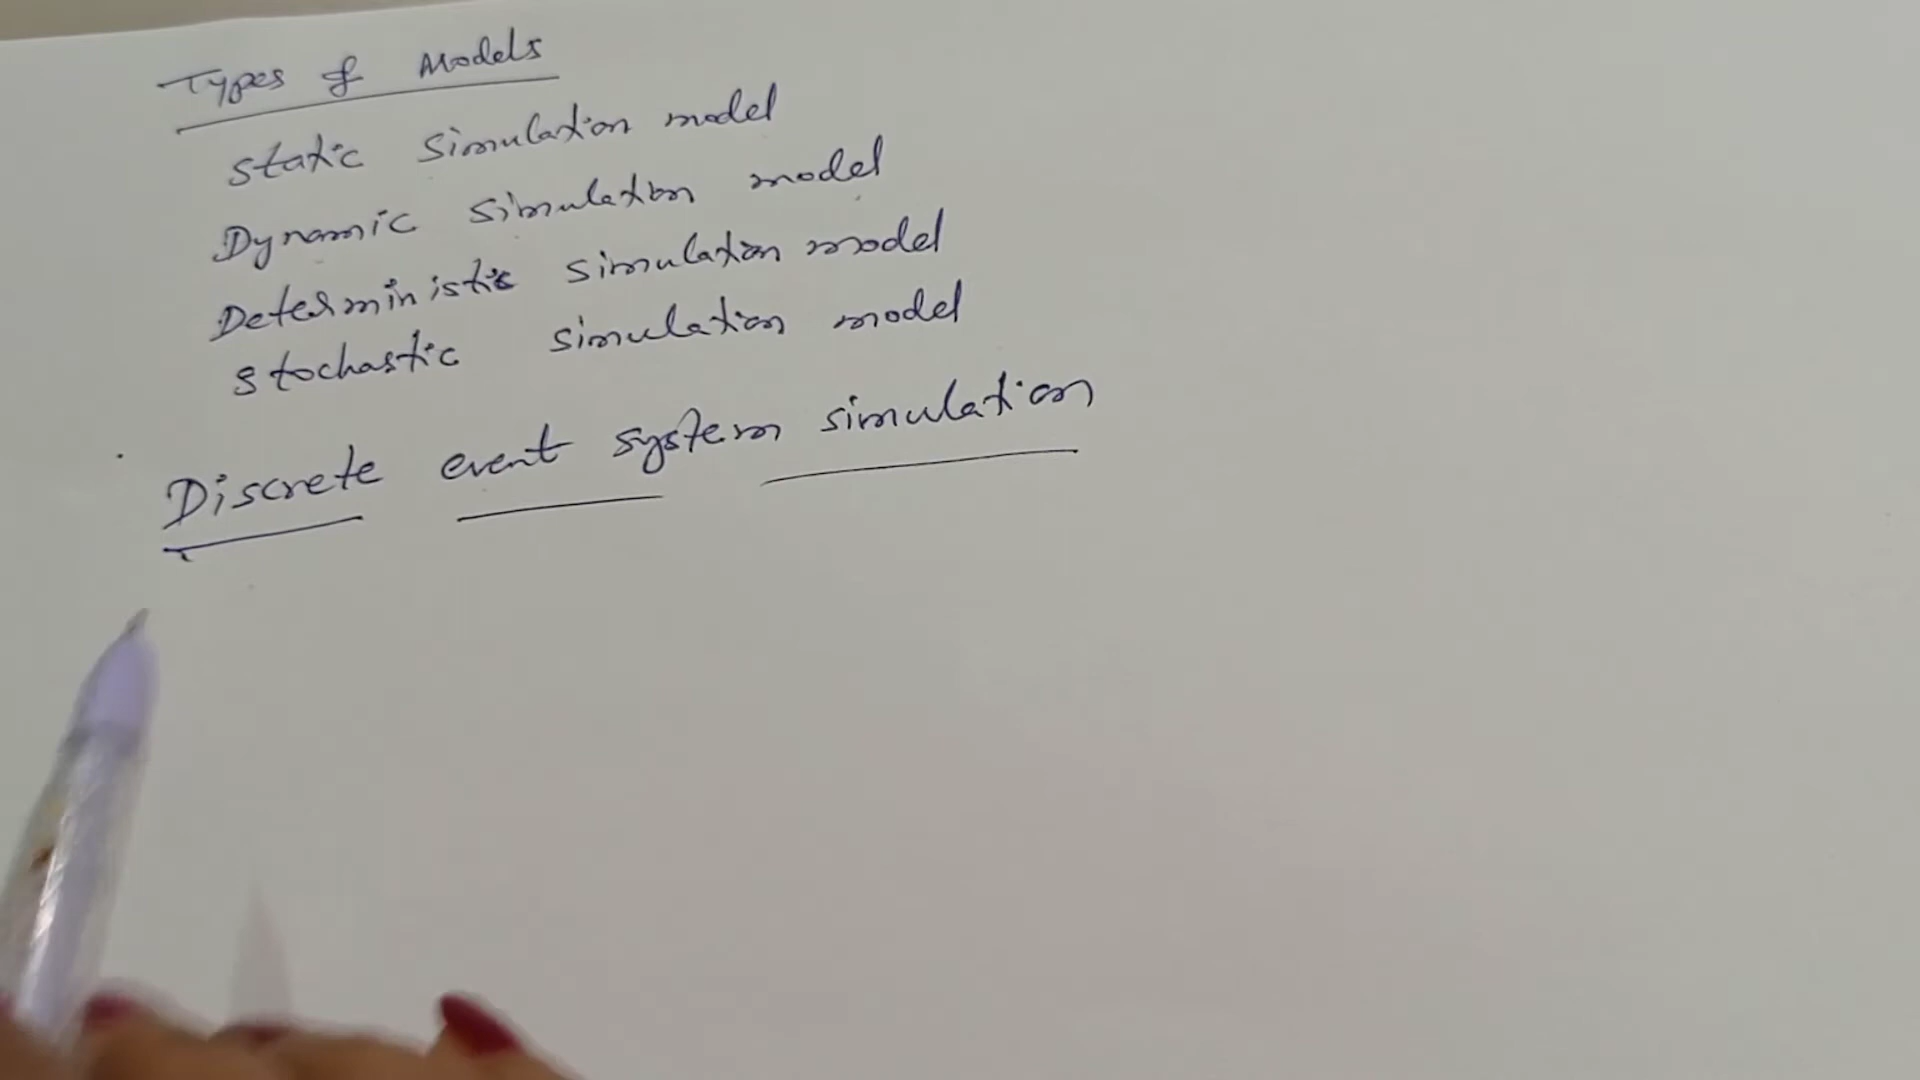 Types of Models
Static Simulation model
Dynamic Simulation model
Deterministic Simulation model
Stochastic simulation model
Discrete event system simulation